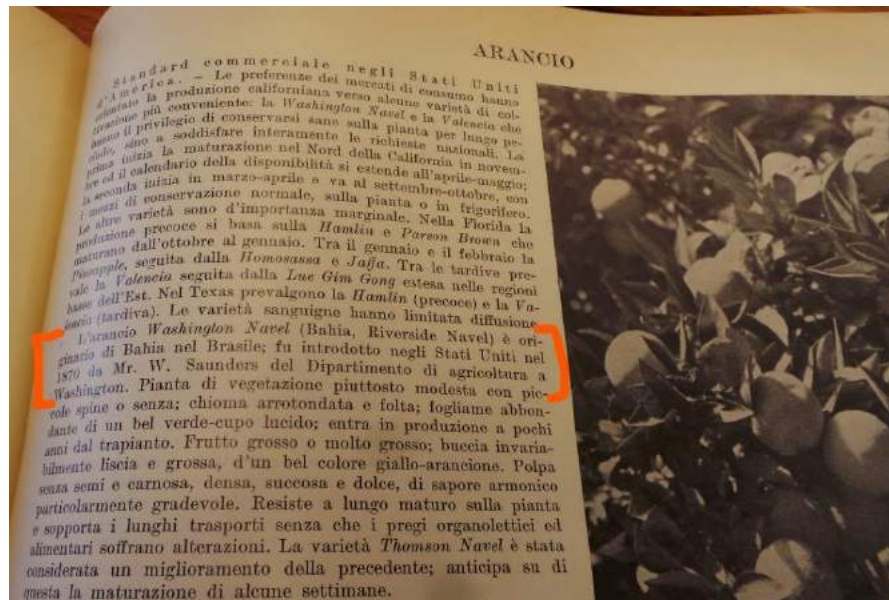 ARANCIO
Standard commerciale negli Stati Uniti
d'America. – Le preferenze dei mercati di consumo hanno
orientato la produzione californiana verso alcune varietà di col-
tivazione più conveniente: la Washington Navel e la Valencia che
hanno il privilegio di conservarsi sane sulla pianta per lungo pe-
riodo, sino a soddisfare interamente le richieste nazionali. La
prima inizia la maturazione nel Nord della California in novem-
bre ed il calendario della disponibilità si estende all'aprile-maggio;
la seconda inizia in marzo-aprile e va al settembre-ottobre, con
i mezzi di conservazione normale, sulla pianta o in frigorifero.
Le altre varietà sono d'importanza marginale. Nella Florida la
produzione precoce si basa sulla Hamlin e Parson Brown che
maturano dall'ottobre al gennaio. Tra il gennaio e il febbraio la
Pineapple, seguita dalla Homosassa e Jaffa. Tra le tardive pre-
vale la Valencia seguita dalla Lue Gim Gong estesa nelle regioni
basse dell'Est. Nel Texas prevalgono la Hamlin (precoce) e la Va-
lencia (tardiva). Le varietà sanguigne hanno limitata diffusione
L'arancio Washington Navel (Bahia, Riverside Navel) è ori-
ginario di Bahia nel Brasile; fu introdotto negli Stati Uniti nel
1870 da Mr. W. Saunders del Dipartimento di agricoltura a
Washington. Pianta di vegetazione piuttosto modesta con pic-
cole spine o senza; chioma arrotondata e folta; fogliame abbon-
dante di un bel verde-cupo lucido; entra in produzione a pochi
anni dal trapianto. Frutto grosso o molto grosso; buccia invaria-
bilmente liscia e grossa, d'un bel colore giallo-arancione. Polpa
senza semi e carnosa, densa, succosa e dolce, di sapore armonico
particolarmente gradevole. Resiste a lungo maturo sulla pianta
e sopporta i lunghi trasporti senza che i pregi organolettici ed
alimentari soffrano alterazioni. La varietà Thomson Navel è stata
considerata un miglioramento della precedente; anticipa su di
questa la maturazione di alcune settimane.